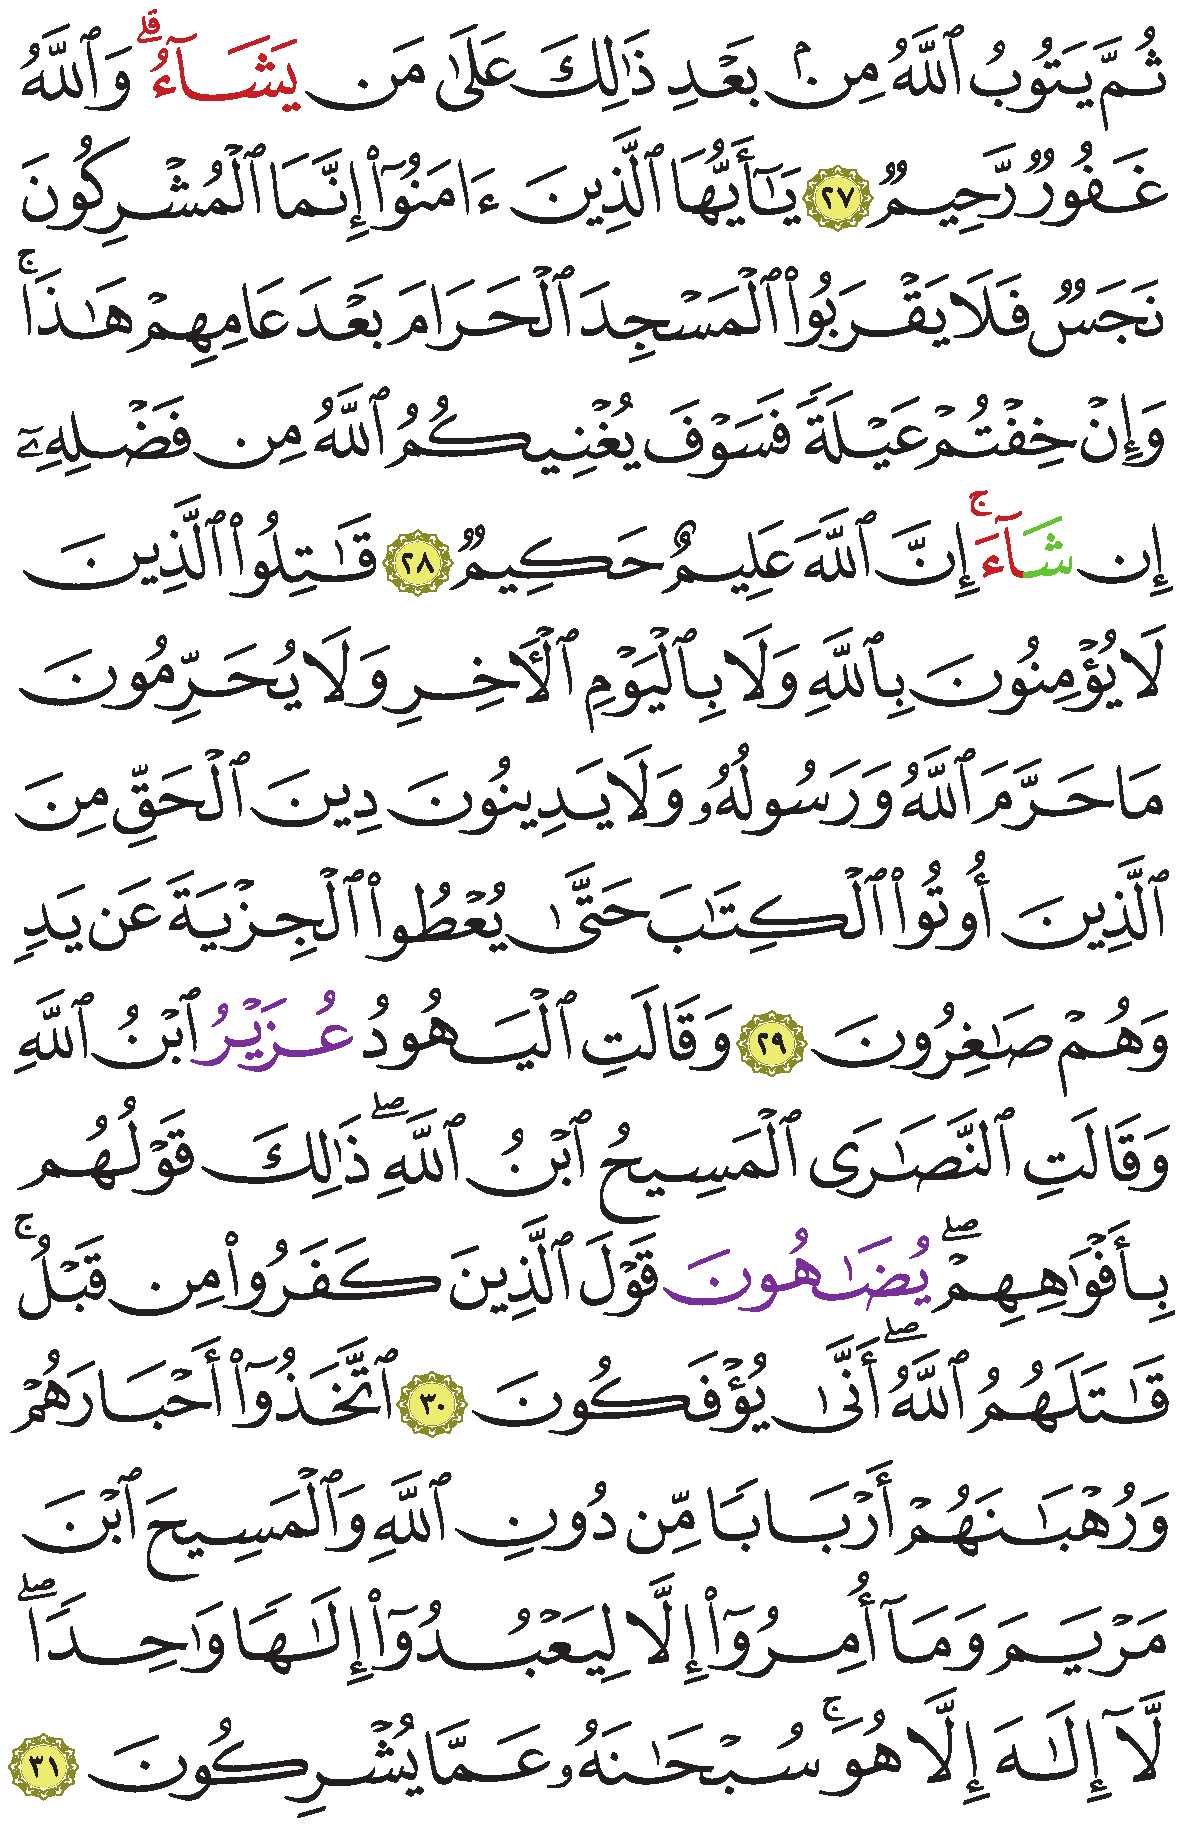 ثُمَّ يَتُوبُ ٱللَّهُ مِنۢ بَعْدِ ذَٰلِكَ عَلَىٰ مَن يَشَآءُ ۗ وَٱللَّهُ
غَفُورٌ رَّحِيمٌ ٢٧ يَـٰٓأَيُّهَا ٱلَّذِينَ ءَامَنُوٓا۟ إِنَّمَا ٱلْمُشْرِكُونَ
نَجَسٌ فَلَا يَقْرَبُوا۟ ٱلْمَسْجِدَ ٱلْحَرَامَ بَعْدَ عَامِهِمْ هَـٰذَا ۚ
وَإِنْ خِفْتُمْ عَيْلَةً فَسَوْفَ يُغْنِيكُمُ ٱللَّهُ مِن فَضْلِهِۦٓ
إِن شَآءَ ۚ إِنَّ ٱللَّهَ عَلِيمٌ حَكِيمٌ ٢٨ قَـٰتِلُوا۟ ٱلَّذِينَ
لَا يُؤْمِنُونَ بِٱللَّهِ وَلَا بِٱلْيَوْمِ ٱلْـَٔاخِرِ وَلَا يُحَرِّمُونَ
مَا حَرَّمَ ٱللَّهُ وَرَسُولُهُۥ وَلَا يَدِينُونَ دِينَ ٱلْحَقِّ مِنَ
ٱلَّذِينَ أُوتُوا۟ ٱلْكِتَـٰبَ حَتَّىٰ يُعْطُوا۟ ٱلْجِزْيَةَ عَن يَدٍ
وَهُمْ صَـٰغِرُونَ ٢٩ وَقَالَتِ ٱلْيَهُودُ عُزَيْرُ ٱبْنُ ٱللَّهِ
وَقَالَتِ ٱلنَّصَـٰرَى ٱلْمَسِيحُ ٱبْنُ ٱللَّهِ ۖ ذَٰلِكَ قَوْلُهُم
بِأَفْوَٰهِهِمْ ۖ يُضَـٰهُونَ قَوْلَ ٱلَّذِينَ كَفَرُوا۟ مِن قَبْلُ ۚ
قَـٰتَلَهُمُ ٱللَّهُ ۖ أَنَّىٰ يُؤْفَكُونَ ٣٠ ٱتَّخَذُوٓا۟ أَحْبَارَهُمْ
وَرُهْبَـٰنَهُمْ أَرْبَابًا مِّن دُونِ ٱللَّهِ وَٱلْمَسِيحَ ٱبْنَ
مَرْيَمَ وَمَآ أُمِرُوٓا۟ إِلَّا لِيَعْبُدُوٓا۟ إِلَـٰهًا وَٰحِدًا ۖ
لَّآ إِلَـٰهَ إِلَّا هُوَ ۚ سُبْحَـٰنَهُۥ عَمَّا يُشْرِكُونَ ٣١